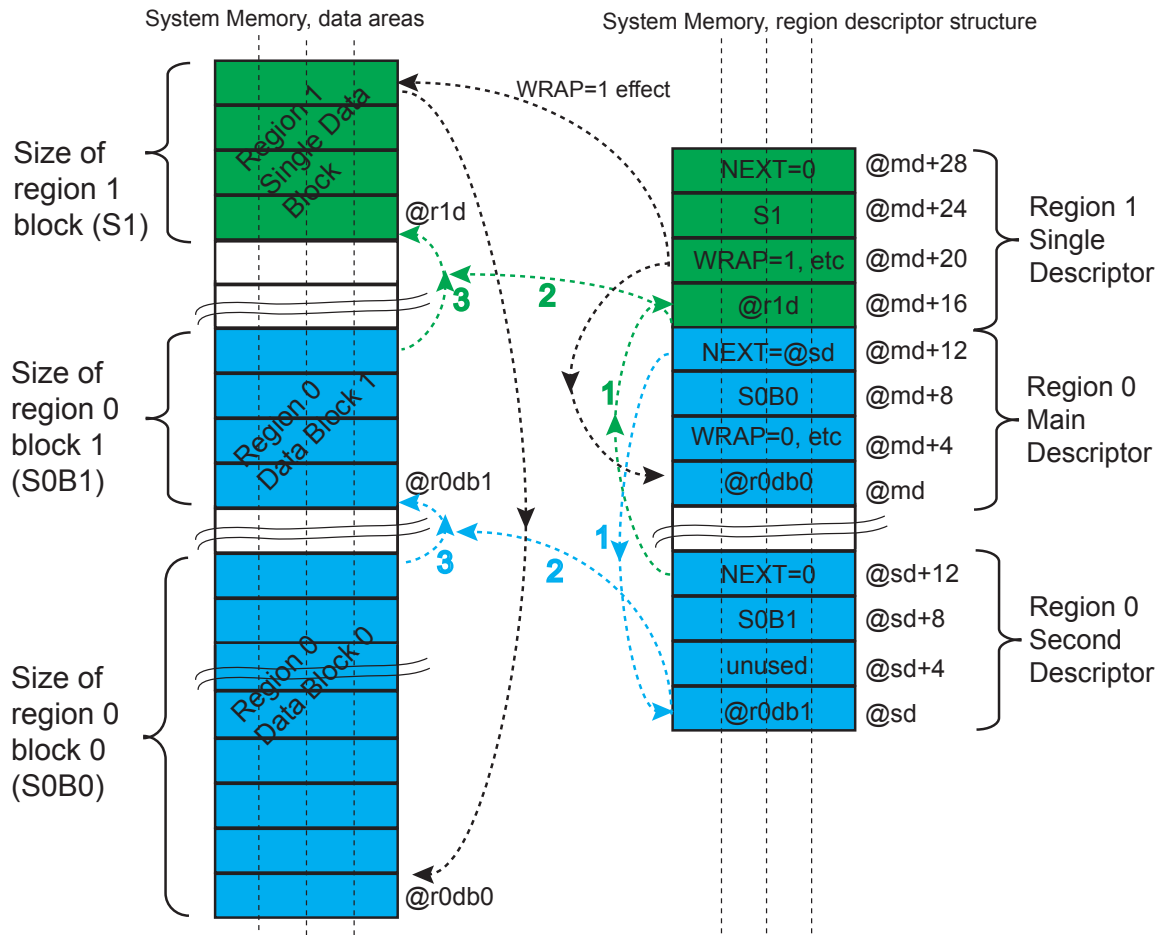 System Memory, data areas
System Memory, region descriptor structure
WRAP=1 effect
Region 1
Single Data
Block
Size of
region 1
block (S1)
@r1d
Size of
region 0
block 1
(S0B1)
Region 0
Data Block 1
@r0db1
Size of
region 0
block 0
(S0B0)
Region 0
Data Block 0
@r0db0
3
2
1
3
2
1
NEXT=0
@md+28
S1
@md+24
WRAP=1, etc
@md+20
@r1d
@md+16
Region 1
Single
Descriptor
NEXT=@sd
@md+12
S0B0
@md+8
WRAP=0, etc
@md+4
@r0db0
@md
Region 0
Main
Descriptor
NEXT=0
@sd+12
S0B1
@sd+8
unused
@sd+4
@r0db1
@sd
Region 0
Second
Descriptor